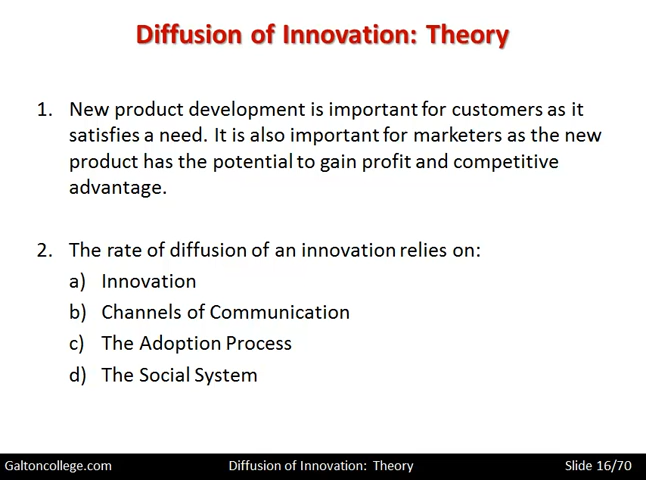 Diffusion of Innovation: Theory
1. New product development is important for customers as it
satisfies a need. It is also important for marketers as the new
product has the potential to gain profit and competitive
advantage.
2. The rate of diffusion of an innovation relies on:
a) Innovation
b) Channels of Communication
c) The Adoption Process
d) The Social System
Galtoncollege.com Diffusion of Innovation: Theory Slide 16/70